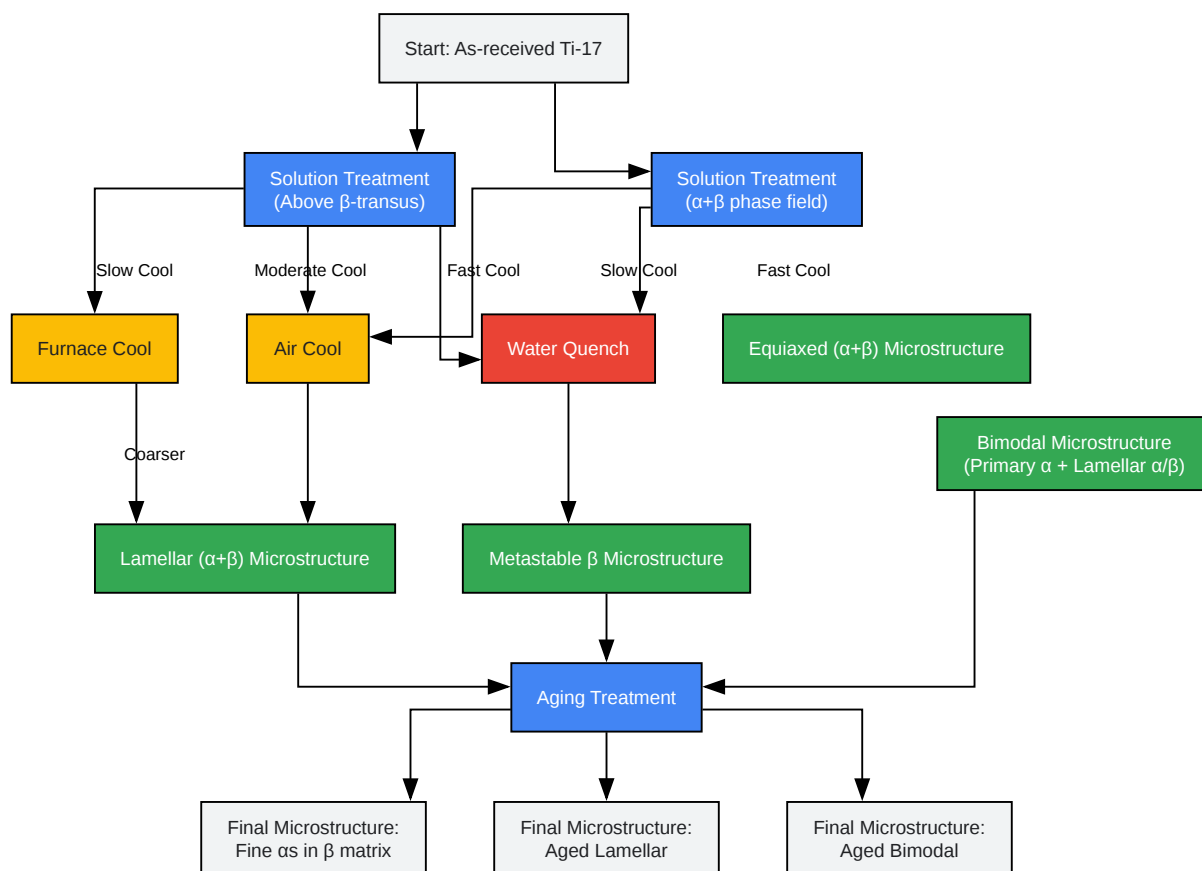 Start: As-received Ti-17
Solution Treatment
(Above β-transus)
Solution Treatment
(α+β phase field)
Slow Cool
Moderate Cool
Fast Cool
Slow Cool
Fast Cool
Furnace Cool
Air Cool
Water Quench
Equiaxed (α+β) Microstructure
Bimodal Microstructure
(Primary α + Lamellar α/β)
Coarser
Lamellar (α+β) Microstructure
Metastable β Microstructure
Aging Treatment
Final Microstructure:
Fine αs in β matrix
Final Microstructure:
Aged Lamellar
Final Microstructure:
Aged Bimodal